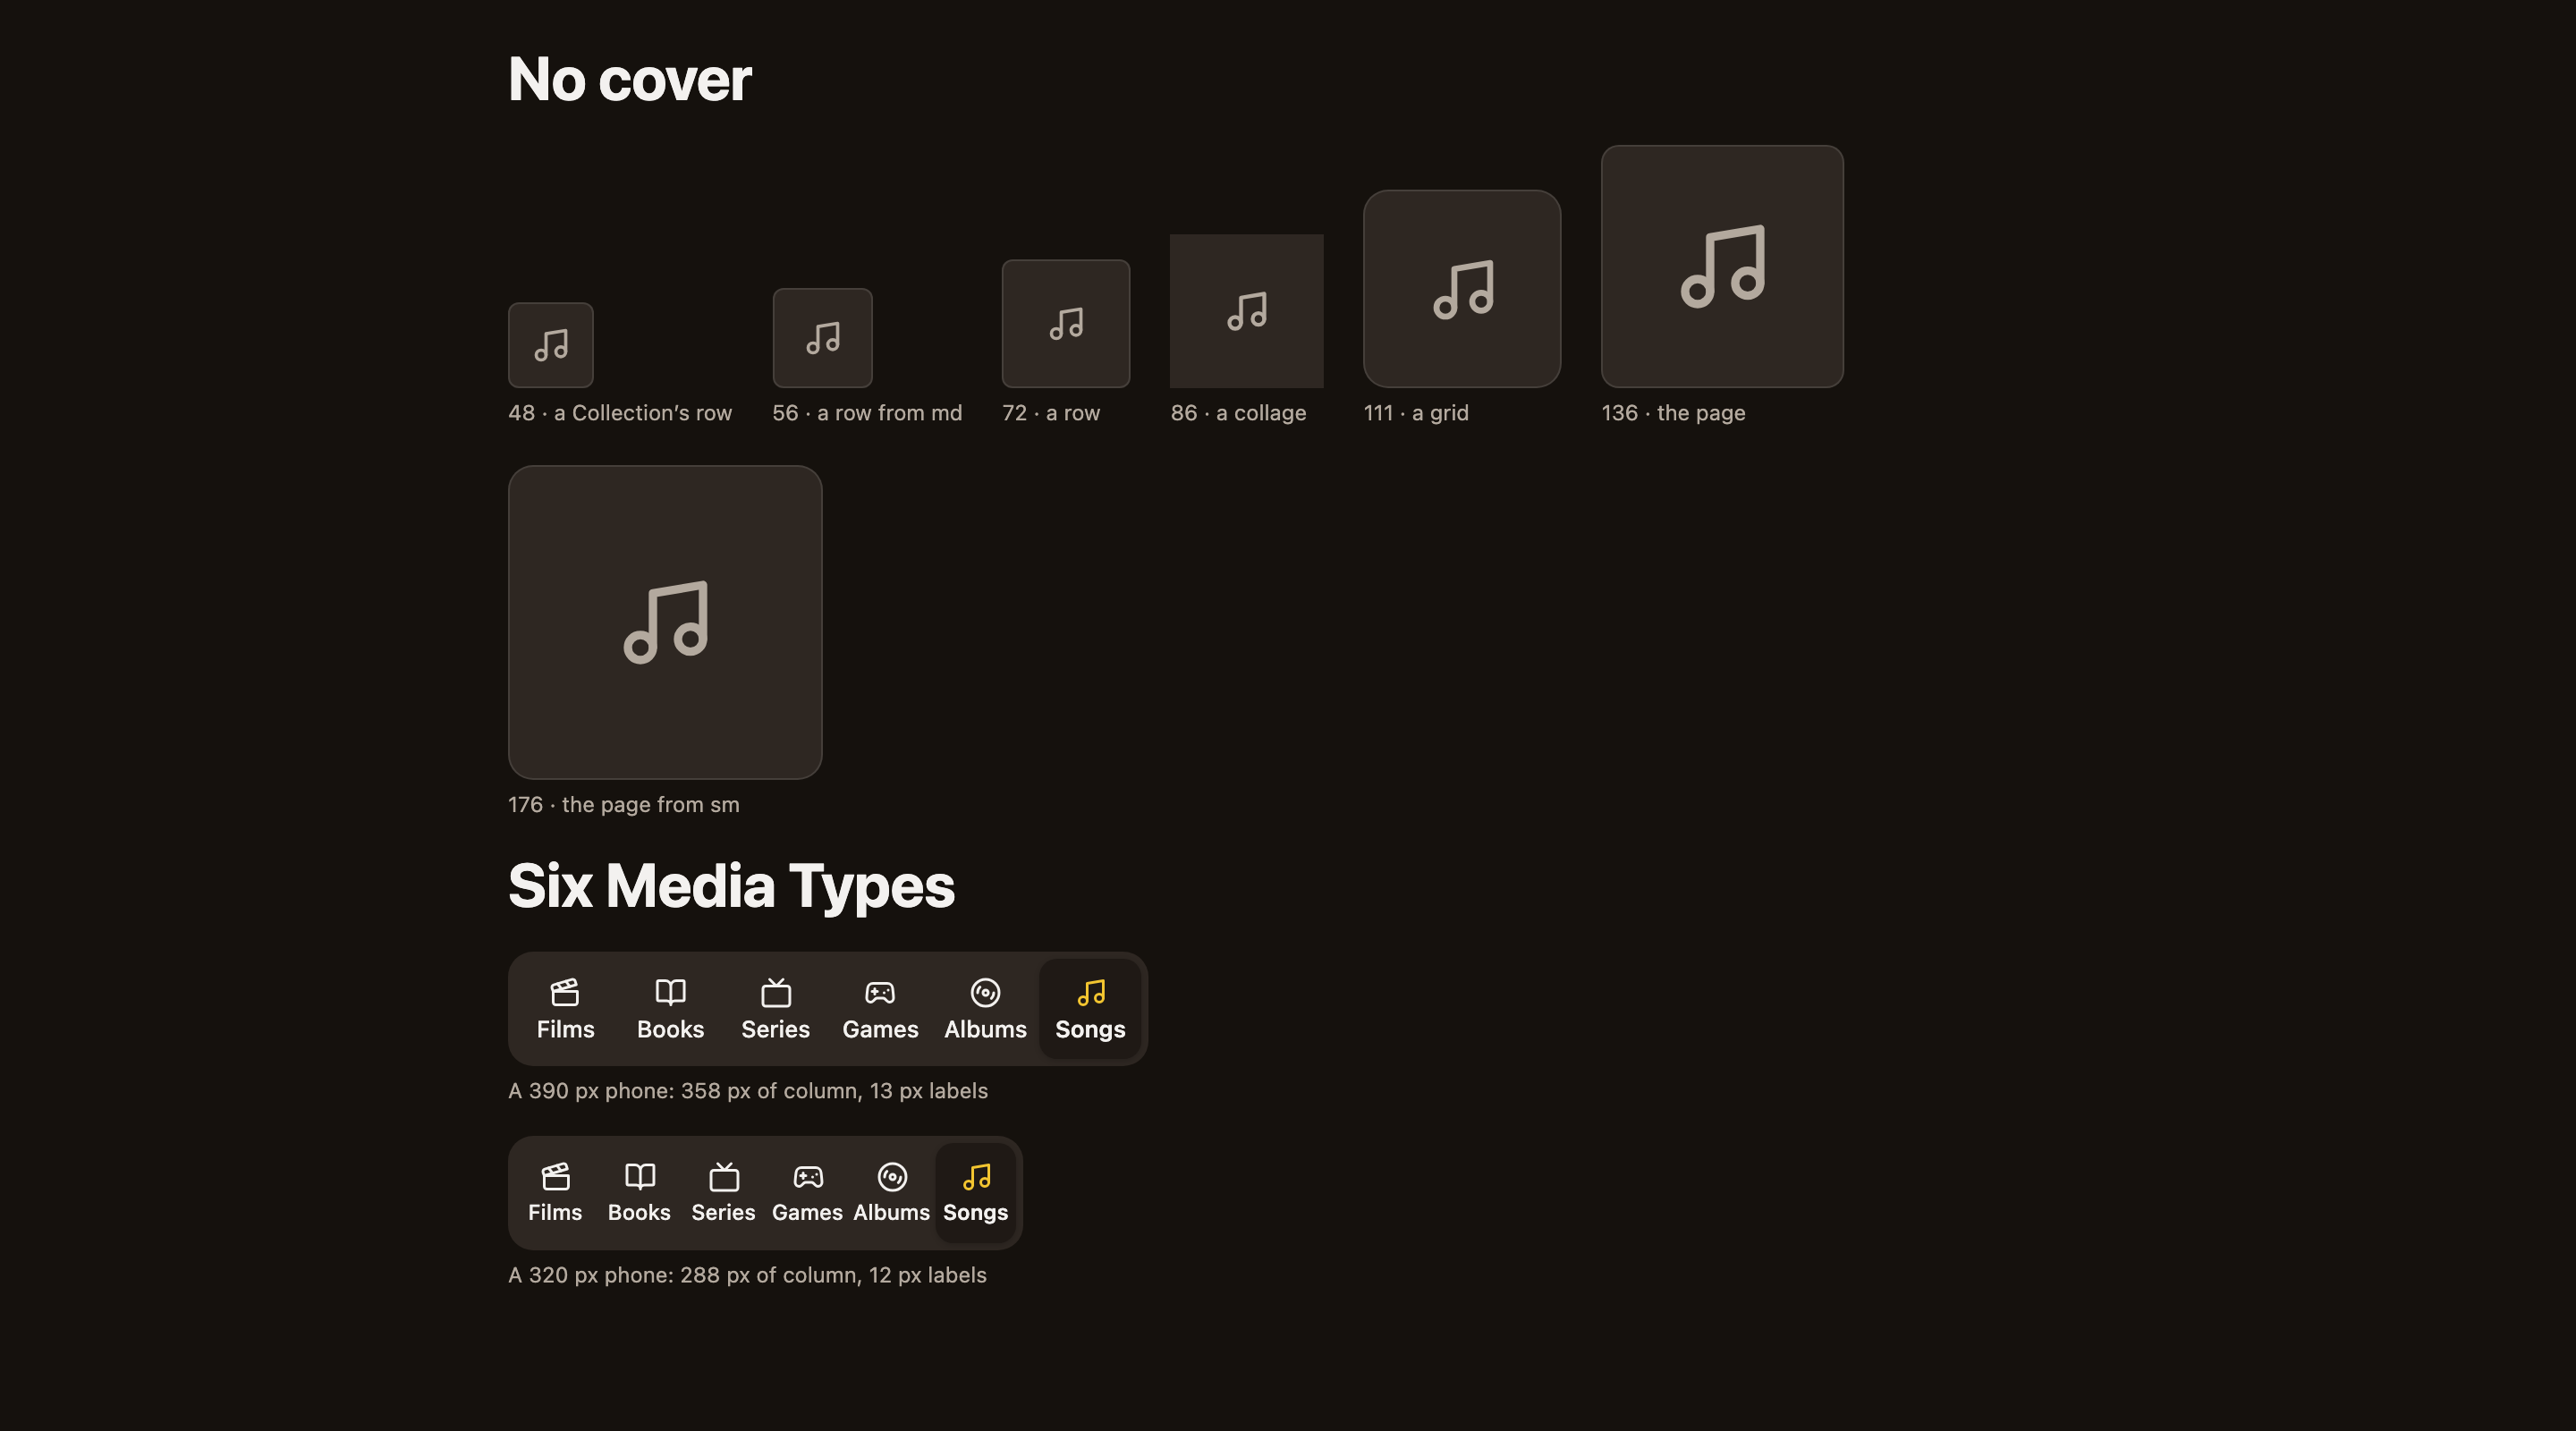 No cover
48 · a Collection’s row
56 · a row from md
72 · a row
86 · a collage
111 · a grid
136 · the page
176 · the page from sm
Six Media Types
Films Books Series Games Albums Songs
A 390 px phone: 358 px of column, 13 px labels
Films Books Series Games Albums Songs
A 320 px phone: 288 px of column, 12 px labels